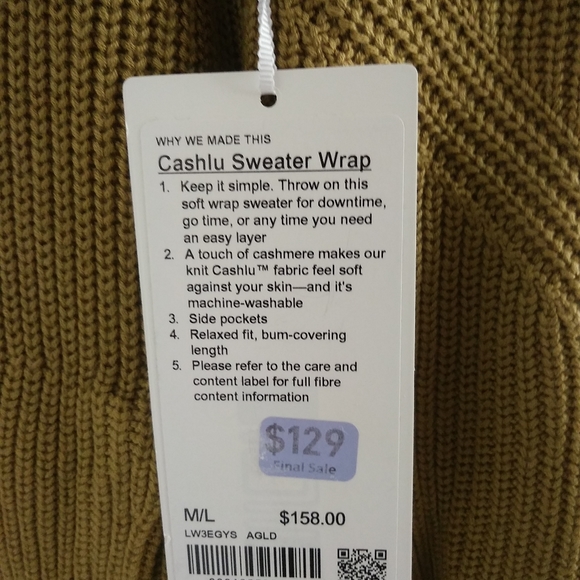 WHY WE MADE THIS
Cashlu Sweater Wrap
1. Keep it simple. Throw on this
soft wrap sweater for downtime,
go time, or any time you need
an easy layer
2. A touch of cashmere makes our
knit Cashlu™ fabric feel soft
against your skin—and it's
machine-washable
3. Side pockets
4. Relaxed fit, bum-covering
length
5. Please refer to the care and
content label for full fibre
content information
$129
Final Sale
M/L $158.00
LW3EGYS AGLD